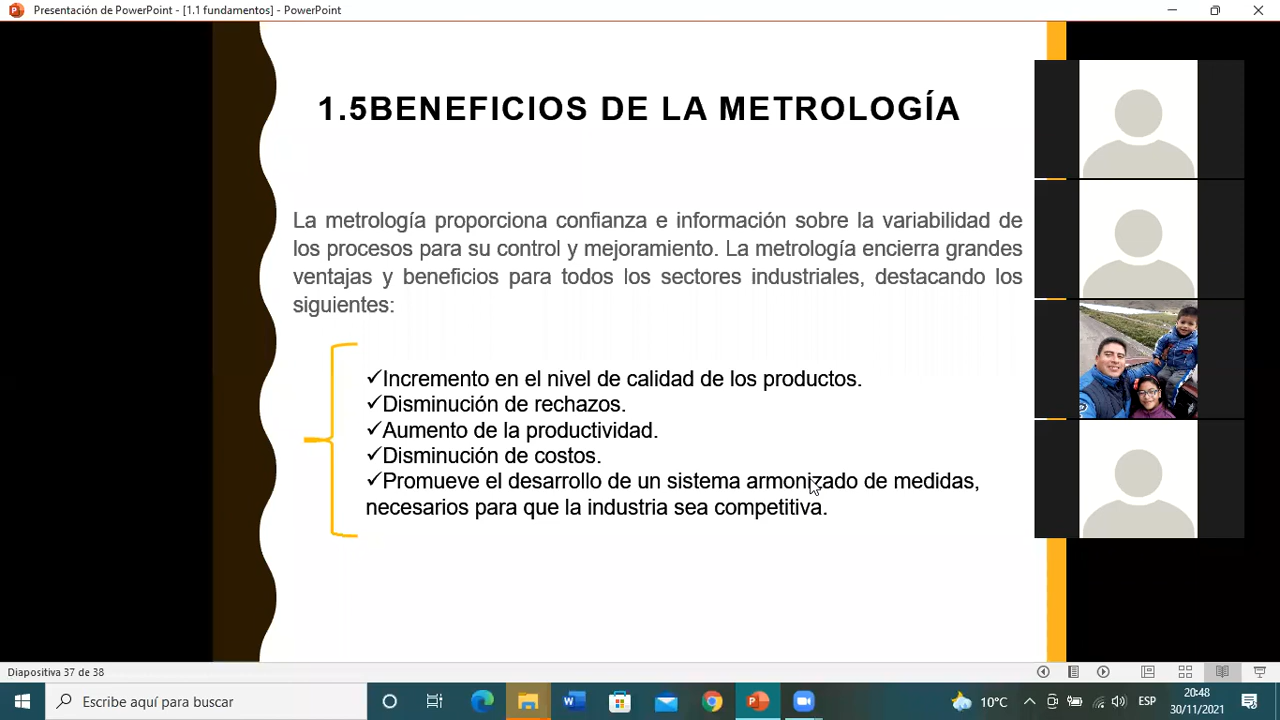 Presentación de PowerPoint - [1.1 fundamentos] - PowerPoint
1.5BENEFICIOS DE LA METROLOGÍA
La metrología proporciona confianza e información sobre la variabilidad de
los procesos para su control y mejoramiento. La metrología encierra grandes
ventajas y beneficios para todos los sectores industriales, destacando los
siguientes:
✓Incremento en el nivel de calidad de los productos.
✓Disminución de rechazos.
✓Aumento de la productividad.
✓Disminución de costos.
✓Promueve el desarrollo de un sistema armonizado de medidas,
necesarios para que la industria sea competitiva.
Diapositiva 37 de 38
Escribe aquí para buscar
10°C
ESP
20:48
30/11/2021